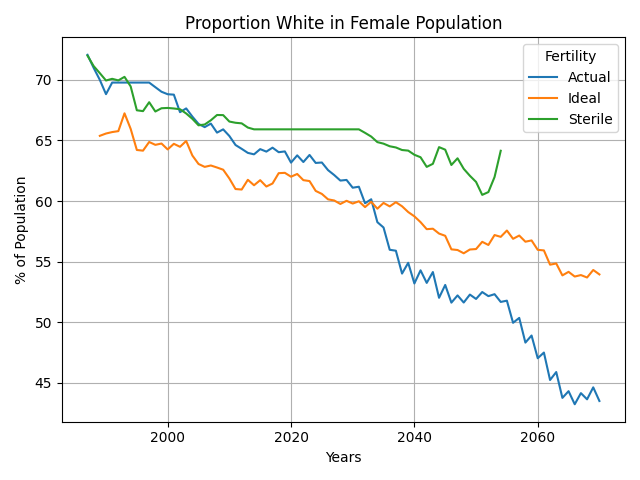 Proportion White in Female Population
Fertility
Actual
Ideal
Sterile
% of Population
70
65
60
55
50
45
2000
2020
2040
2060
Years